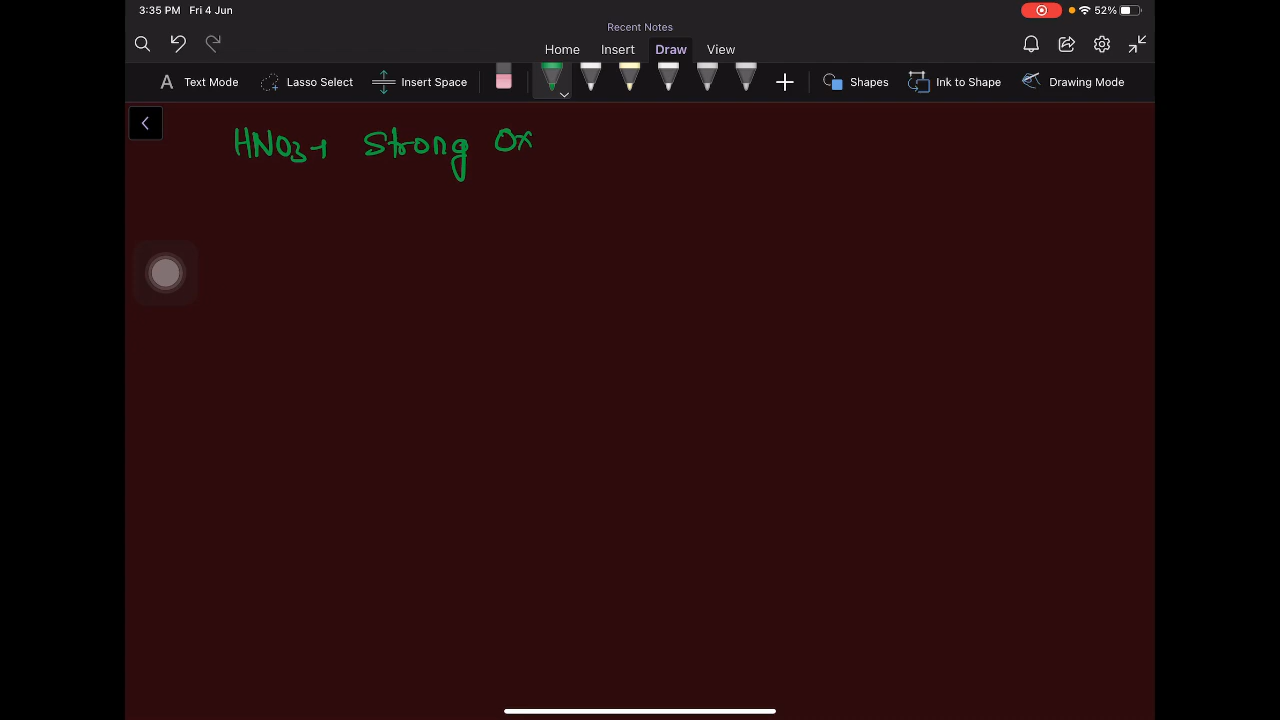 3:35 PM Fri 4 Jun 52%
Recent Notes
Home Insert Draw View
A Text Mode Lasso Select Insert Space Shapes Ink to Shape Drawing Mode
HNO3→ Strong Ox